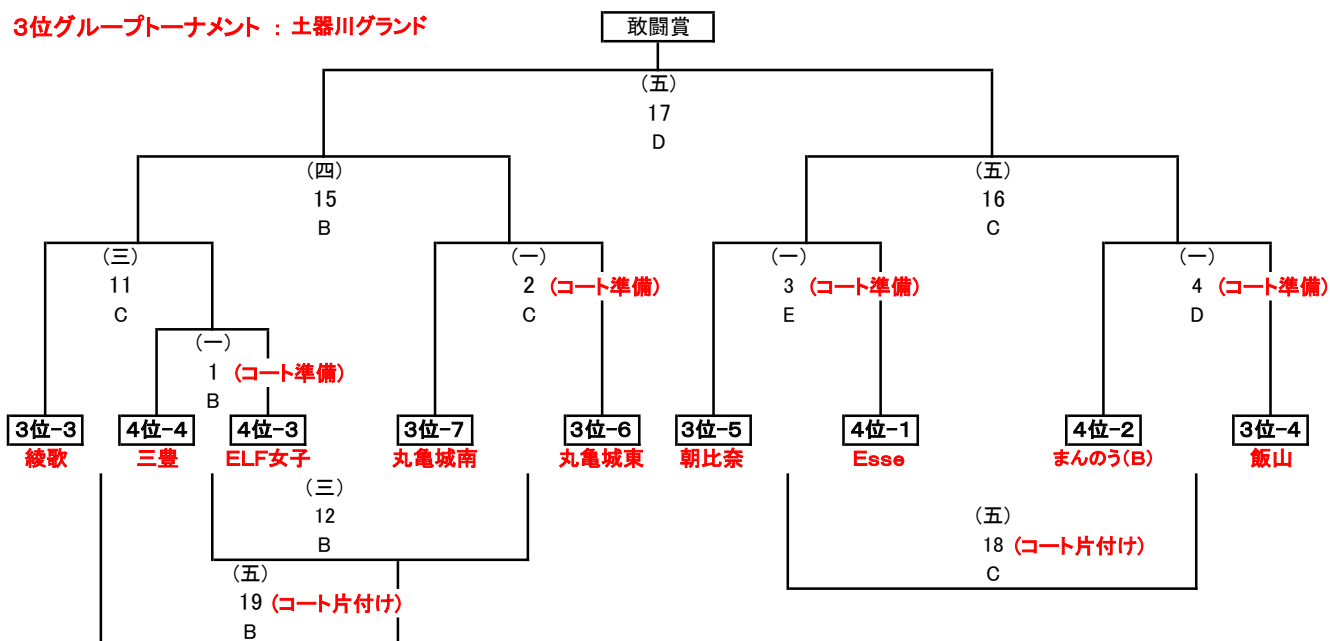 3位グループトーナメント : 土器川グランド
敢闘賞
(五)
17
D
(四)
15
B
(五)
16
C
(三)
11
C
(一)
2 (コート準備)
C
(一)
3 (コート準備)
E
(一)
4 (コート準備)
D
(一)
1 (コート準備)
B
3位-3 4位-4 4位-3 3位-7 3位-6 3位-5 4位-1 4位-2 3位-4
綾歌 三豊 ELF女子 丸亀城南 丸亀城東 朝比奈 Esse まんのう(B) 飯山
(三)
12
B
(五)
18 (コート片付け)
C
(五)
19 (コート片付け)
B